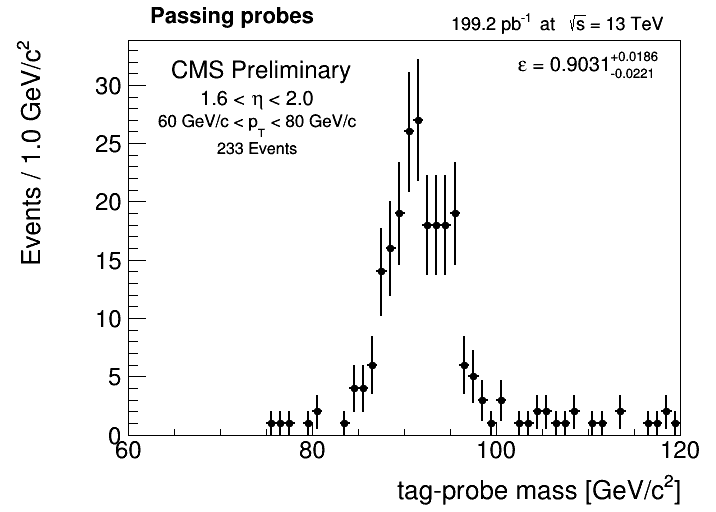 Passing probes
199.2 pb⁻¹ at √s = 13 TeV
CMS Preliminary
ε = 0.9031 +0.0186 -0.0221
1.6 < η < 2.0
60 GeV/c < p_T < 80 GeV/c
233 Events
Events / 1.0 GeV/c²
30
25
20
15
10
5
0
60 80 100 120
tag-probe mass [GeV/c²]